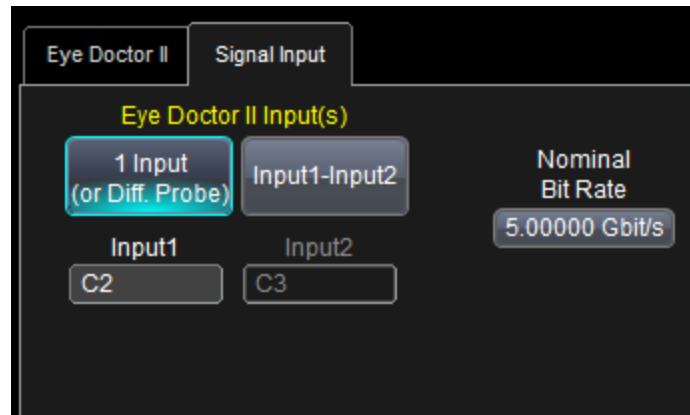 Eye Doctor II
Signal Input
Eye Doctor II Input(s)
1 Input
(or Diff. Probe)
Input1-Input2
Nominal
Bit Rate
5.00000 Gbit/s
Input1
Input2
C2
C3